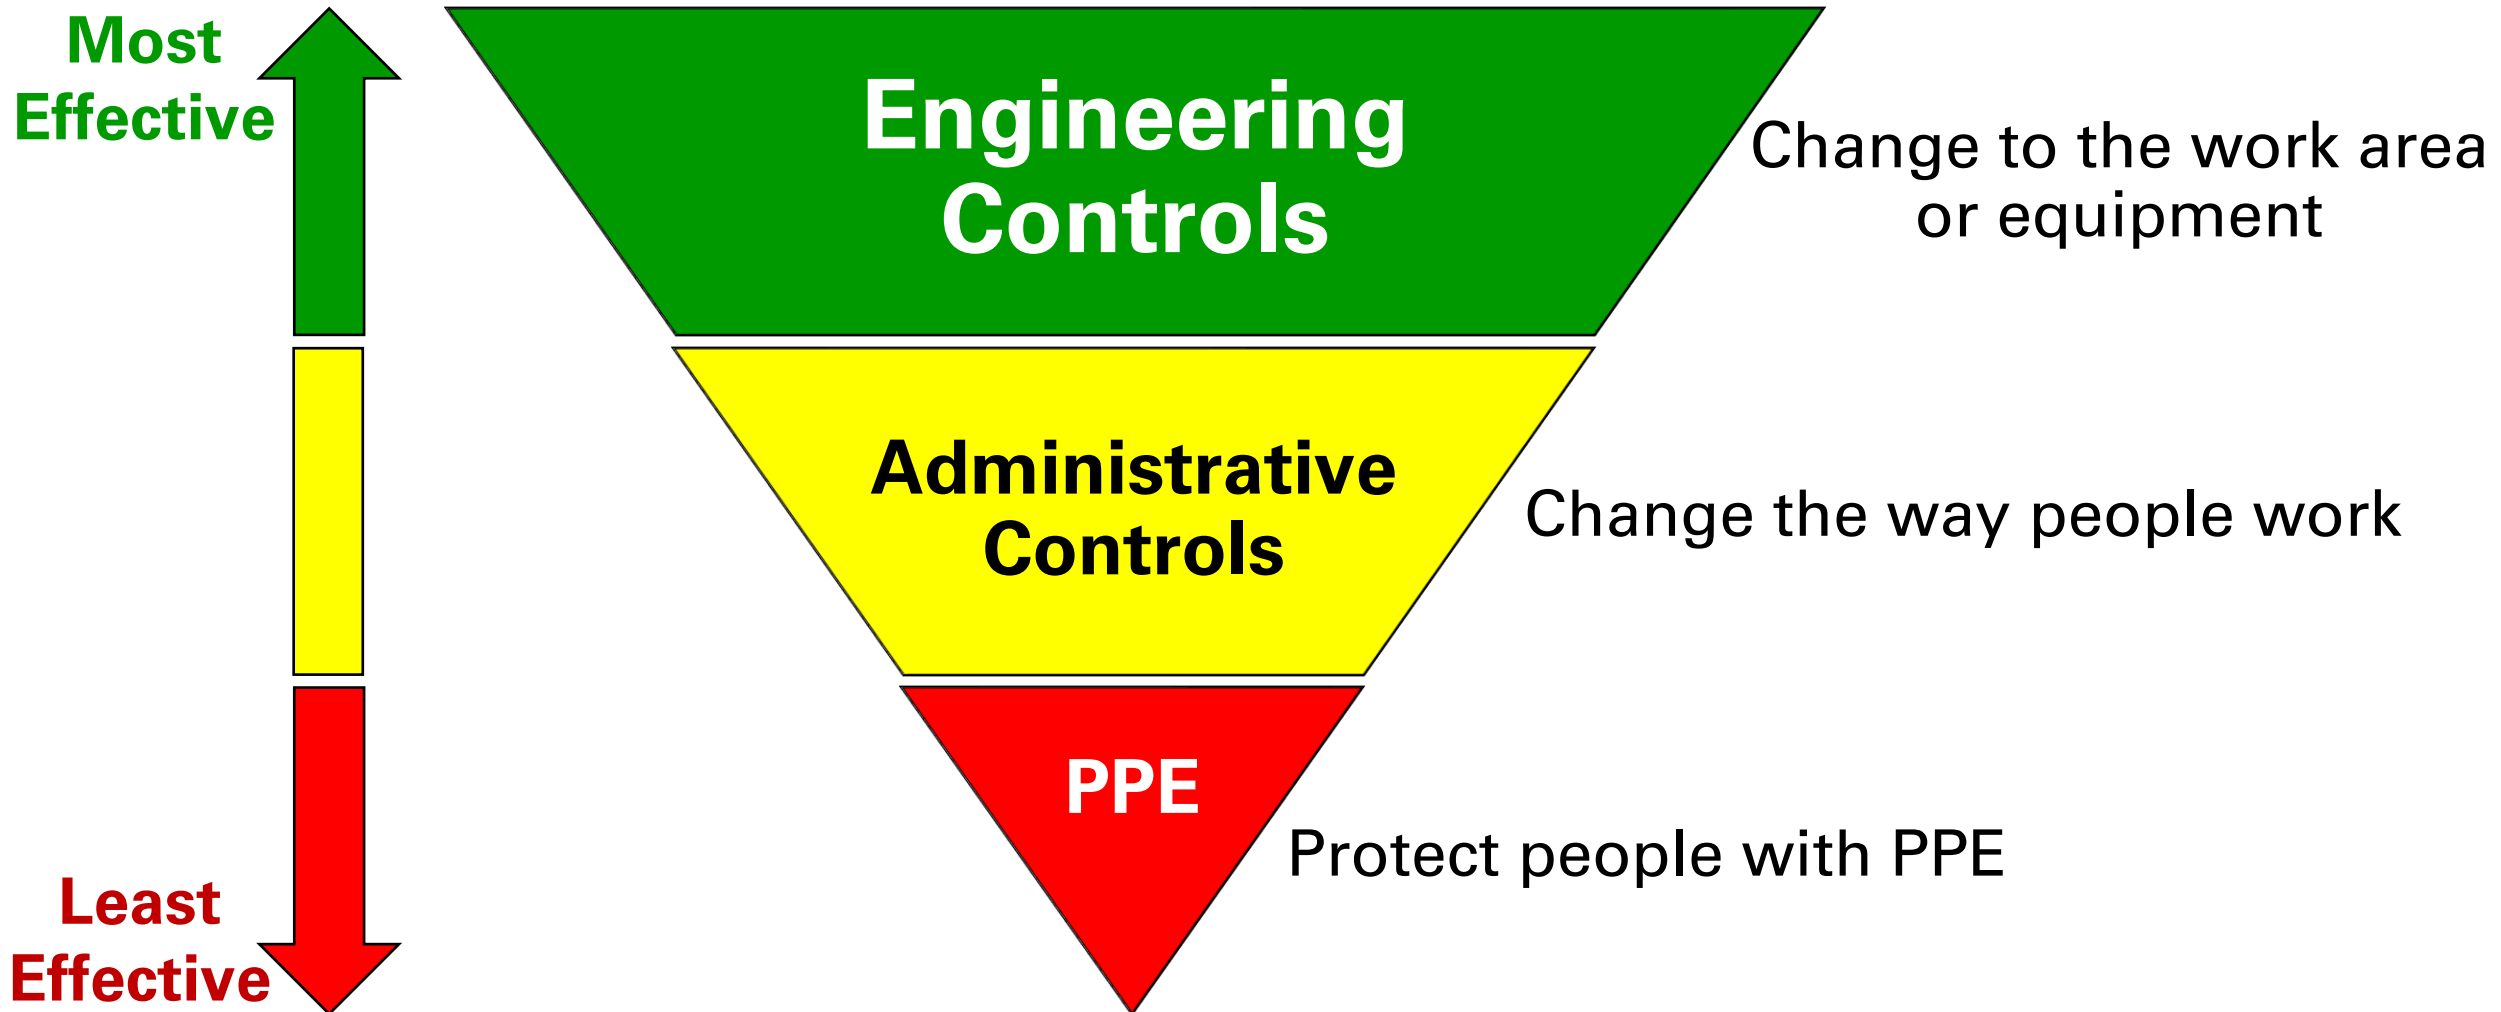 Most
Effective
Engineering
Controls
Change to the work area
or equipment
Administrative
Controls
Change the way people work
PPE
Protect people with PPE
Least
Effective